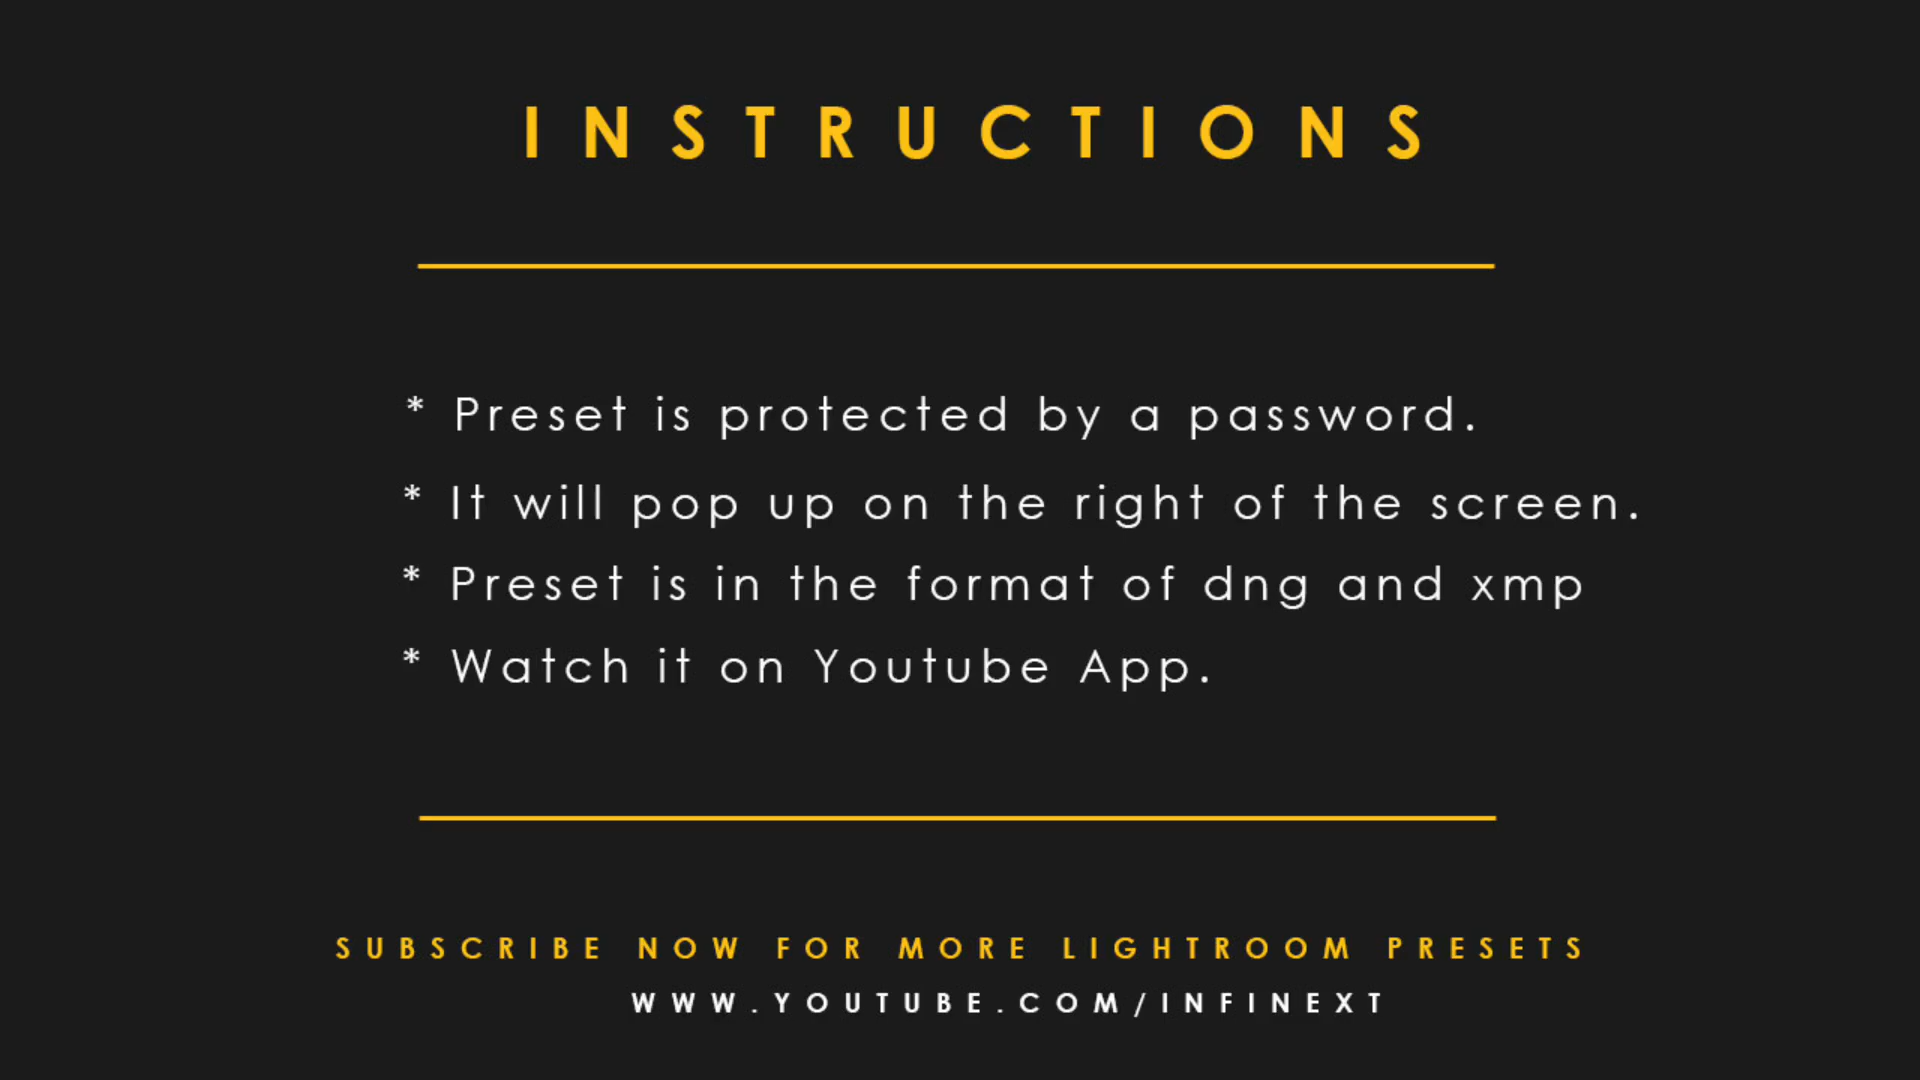 INSTRUCTIONS
* Preset is protected by a password.
* It will pop up on the right of the screen.
* Preset is in the format of dng and xmp
* Watch it on Youtube App.
SUBSCRIBE NOW FOR MORE LIGHTROOM PRESETS
WWW.YOUTUBE.COM/INFINEXT